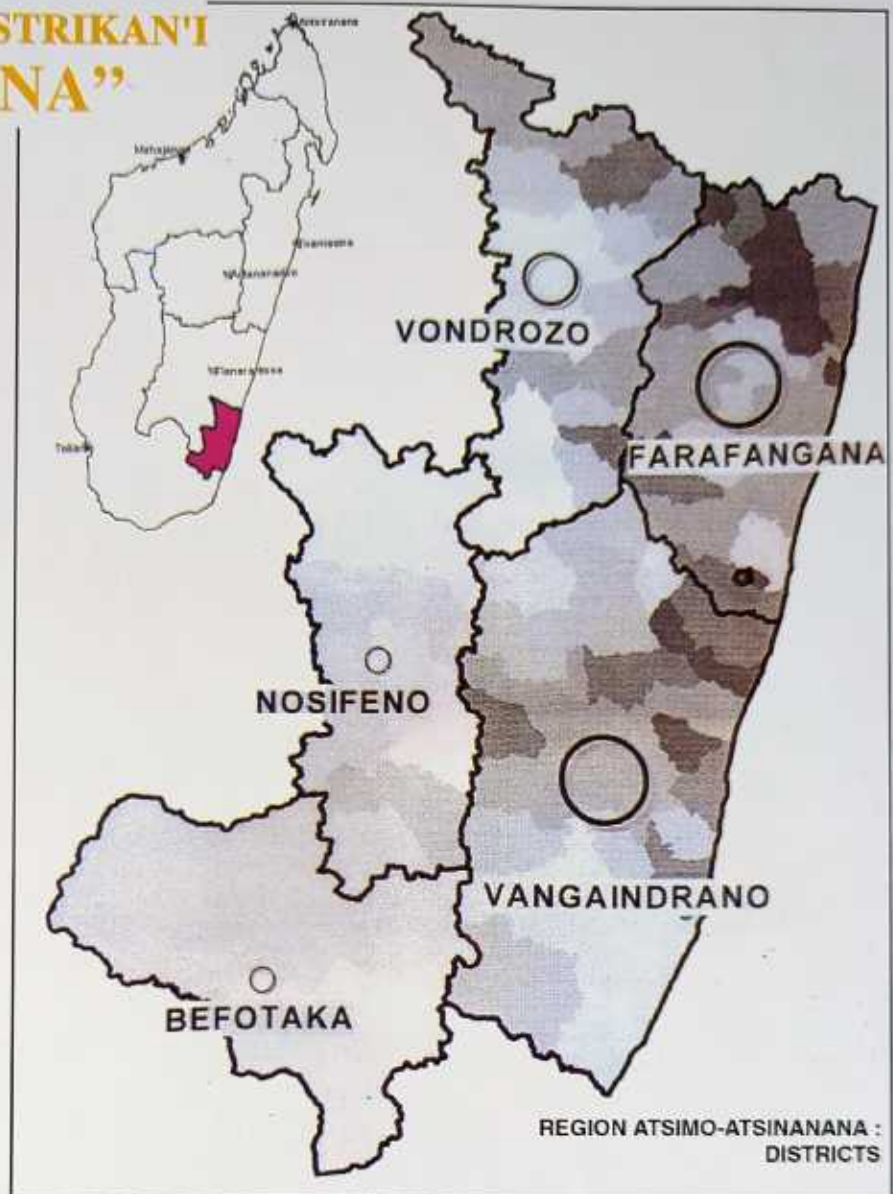 STRIKAN'I
NA”
VONDROZO
FARAFANGANA
NOSIFENO
VANGAINDRANO
BEFOTAKA
REGION ATSIMO-ATSINANANA :
DISTRICTS